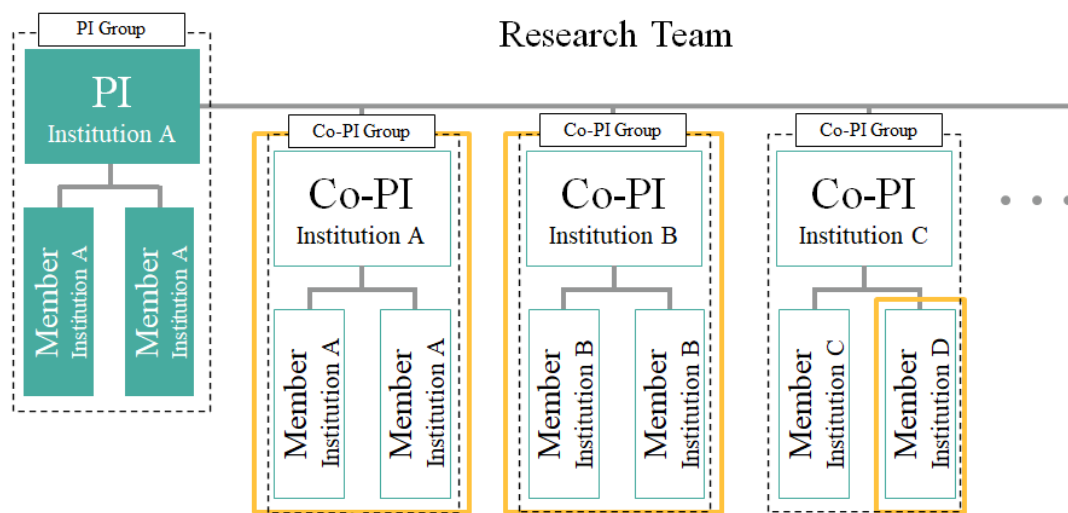 PI Group
Research Team
PI
Institution A
Member
Institution A
Member
Institution A
Co-PI Group
Co-PI
Institution A
Member
Institution A
Member
Institution A
Co-PI Group
Co-PI
Institution B
Member
Institution B
Member
Institution B
Co-PI Group
Co-PI
Institution C
Member
Institution C
Member
Institution D